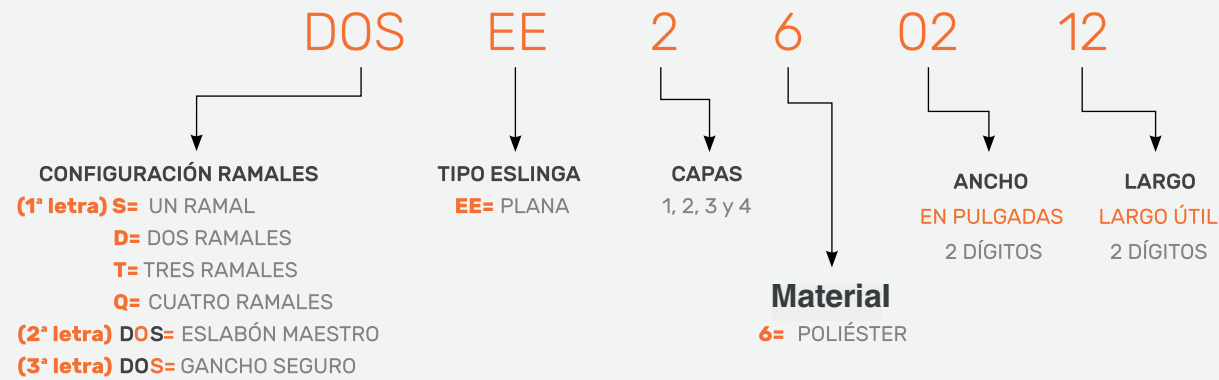 DOS EE 2 6 02 12
CONFIGURACIÓN RAMALES
(1ª letra) S= UN RAMAL
D= DOS RAMALES
T= TRES RAMALES
Q= CUATRO RAMALES
(2ª letra) DOS= ESLABÓN MAESTRO
(3ª letra) DOS= GANCHO SEGURO
TIPO ESLINGA
EE= PLANA
CAPAS
1, 2, 3 y 4
Material
6= POLIÉSTER
ANCHO
EN PULGADAS
2 DÍGITOS
LARGO
LARGO ÚTIL
2 DÍGITOS